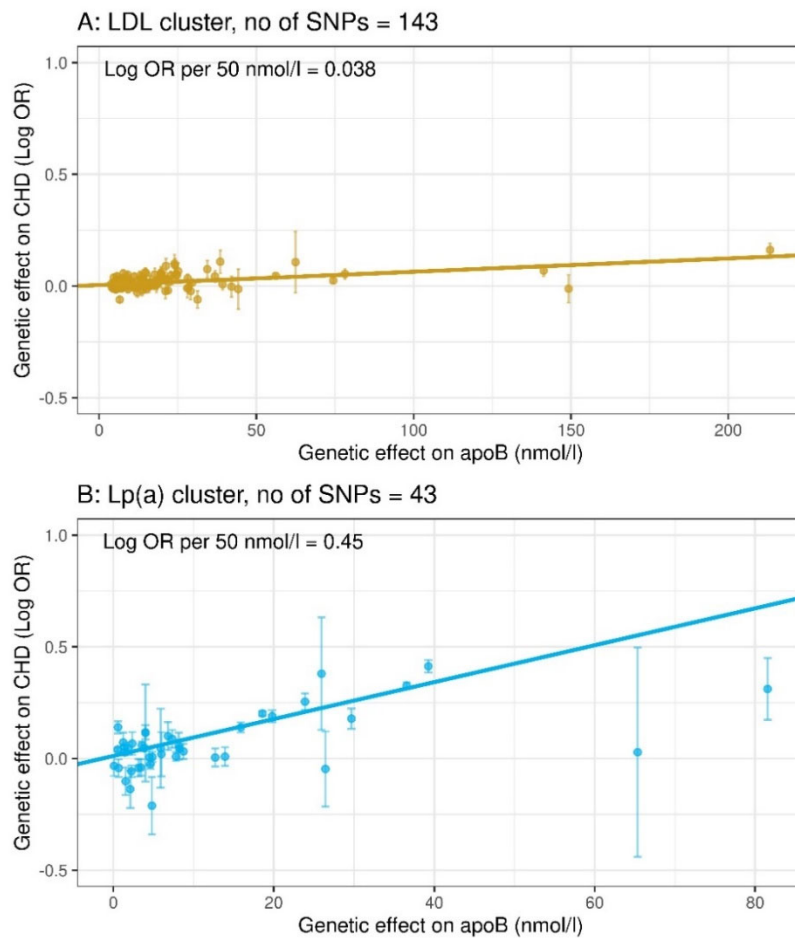 A: LDL cluster, no of SNPs = 143
Log OR per 50 nmol/l = 0.038
Genetic effect on CHD (Log OR)
1.0
0.5
0.0
-0.5
0 50 100 150 200
Genetic effect on apoB (nmol/l)
B: Lp(a) cluster, no of SNPs = 43
Log OR per 50 nmol/l = 0.45
Genetic effect on CHD (Log OR)
1.0
0.5
0.0
-0.5
0 20 40 60 80
Genetic effect on apoB (nmol/l)